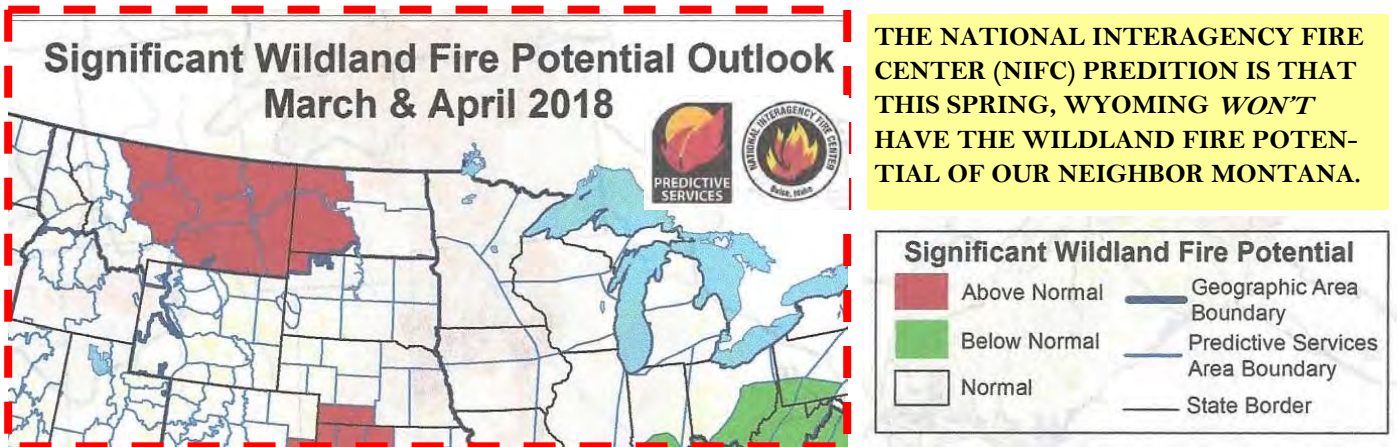 Significant Wildland Fire Potential Outlook
March & April 2018
PREDICTIVE
SERVICES
NATIONAL INTERAGENCY FIRE CENTER
Boise, Idaho
THE NATIONAL INTERAGENCY FIRE
CENTER (NIFC) PREDITION IS THAT
THIS SPRING, WYOMING WON'T
HAVE THE WILDLAND FIRE POTEN-
TIAL OF OUR NEIGHBOR MONTANA.
Significant Wildland Fire Potential
Above Normal
Below Normal
Normal
Geographic Area
Boundary
Predictive Services
Area Boundary
State Border